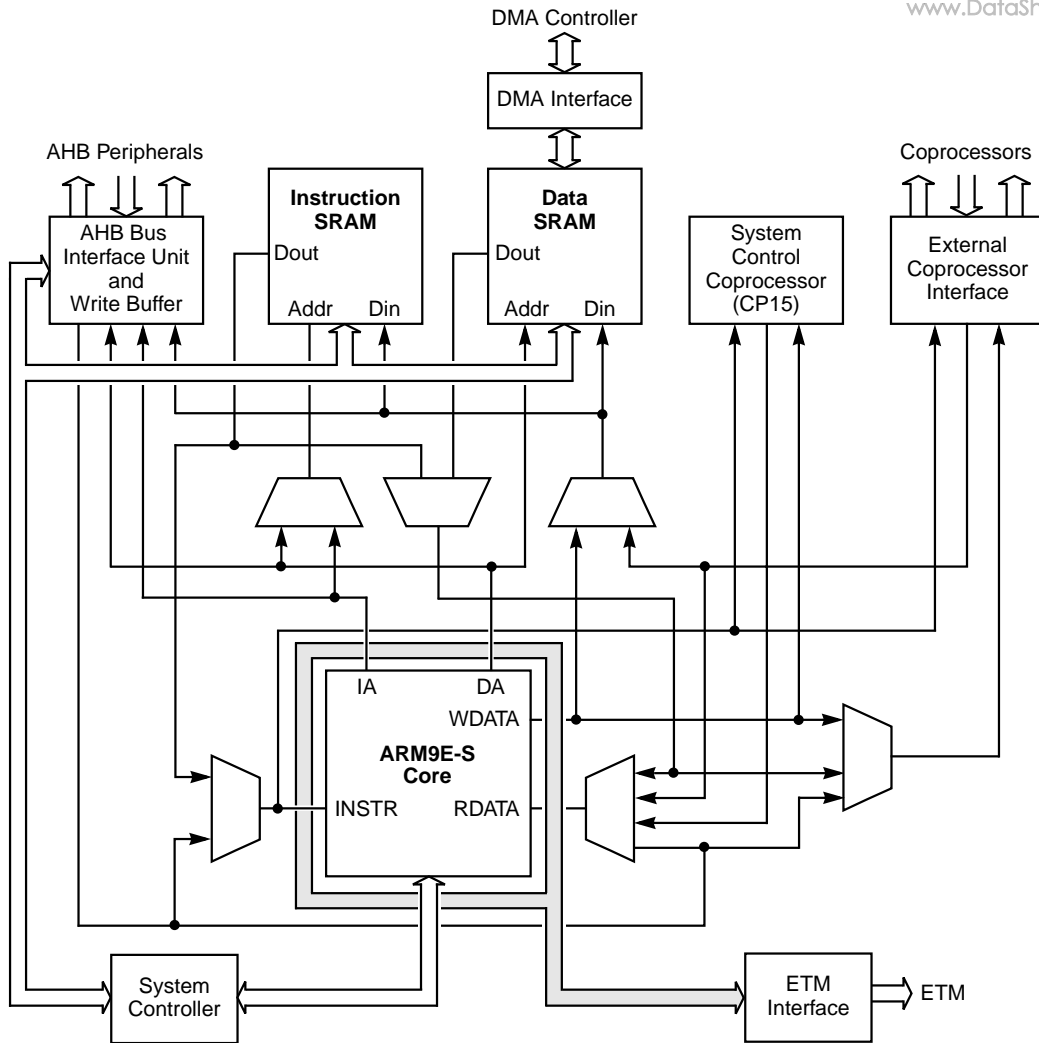 www.DataSh
DMA Controller
DMA Interface
AHB Peripherals
Coprocessors
Instruction
SRAM
Dout
Addr Din
Data
SRAM
Dout
Addr Din
AHB Bus
Interface Unit
and
Write Buffer
System
Control
Coprocessor
(CP15)
External
Coprocessor
Interface
IA DA
WDATA
ARM9E-S
Core
INSTR RDATA
System
Controller
ETM
Interface
ETM